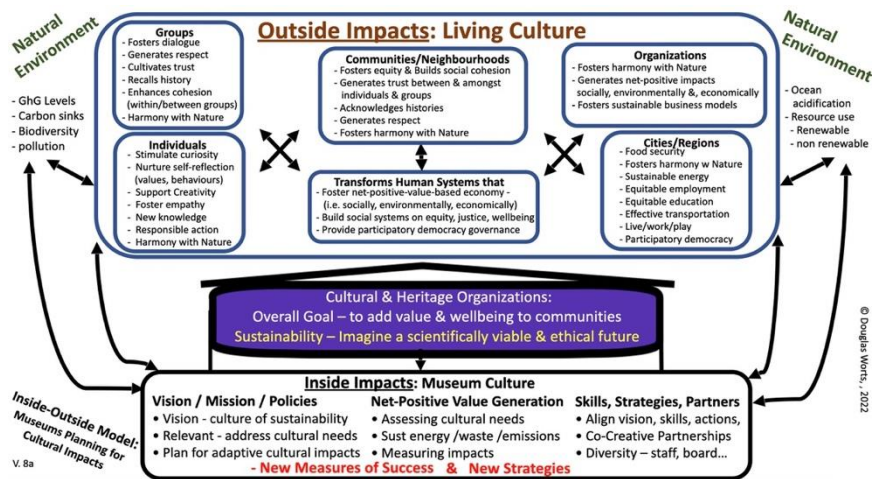 Outside Impacts: Living Culture
Natural
Environment
- GhG Levels
- Carbon sinks
- Biodiversity
- pollution
Groups
- Fosters dialogue
- Generates respect
- Cultivates trust
- Recalls history
- Enhances cohesion
(within/between groups)
- Harmony with Nature
Communities/Neighbourhoods
- Fosters equity & Builds social cohesion
- Generates trust between & amongst
individuals & groups
- Acknowledges histories
- Generates respect
- Fosters harmony with Nature
Organizations
- Fosters harmony with Nature
- Generates net-positive impacts
socially, environmentally &, economically
- Fosters sustainable business models
Natural
Environment
- Ocean
acidification
- Resource use
- Renewable
- non renewable
Individuals
- Stimulate curiosity
- Nurture self-reflection
(values, behaviours)
- Support Creativity
- Foster empathy
- New knowledge
- Responsible action
- Harmony with Nature
Transforms Human Systems that
- Foster net-positive-value-based economy -
(i.e. socially, environmentally, economically)
- Build social systems on equity, justice, wellbeing
- Provide participatory democracy governance
Cities/Regions
- Food security
- Fosters harmony w Nature
- Sustainable energy
- Equitable employment
- Equitable education
- Effective transportation
- Live/work/play
- Participatory democracy
Cultural & Heritage Organizations:
Overall Goal – to add value & wellbeing to communities
Sustainability – Imagine a scientifically viable & ethical future
Inside Impacts: Museum Culture
Vision / Mission / Policies
• Vision - culture of sustainability
• Relevant - address cultural needs
• Plan for adaptive cultural impacts
Net-Positive Value Generation
• Assessing cultural needs
• Sust energy /waste /emissions
• Measuring impacts
Skills, Strategies, Partners
• Align vision, skills, actions,
• Co-Creative Partnerships
• Diversity – staff, board...
- New Measures of Success & New Strategies
Inside-Outside Model:
Museums Planning for
Cultural Impacts
V. 8a
© Douglas Worts, , 2022